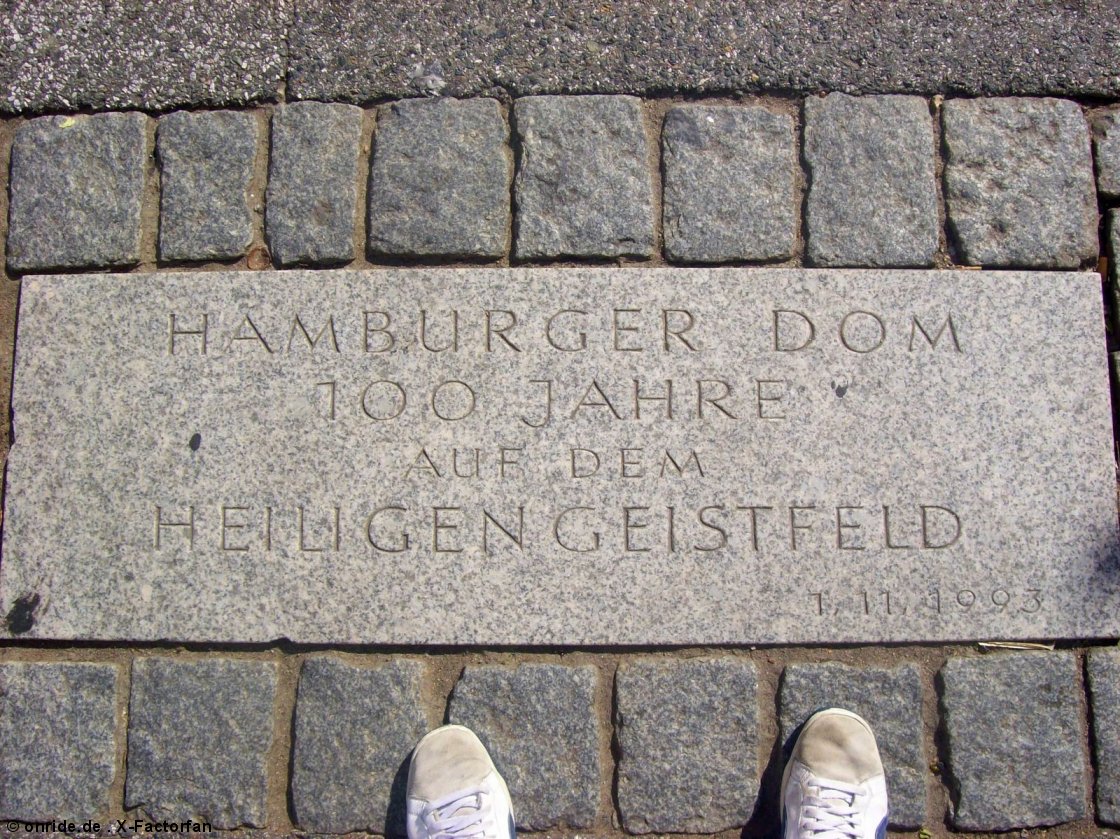 HAMBURGER DOM
100 JAHRE
AUF DEM
HEILIGENGEISTFELD
1.11.1993
© onride.de . X-Factorfan